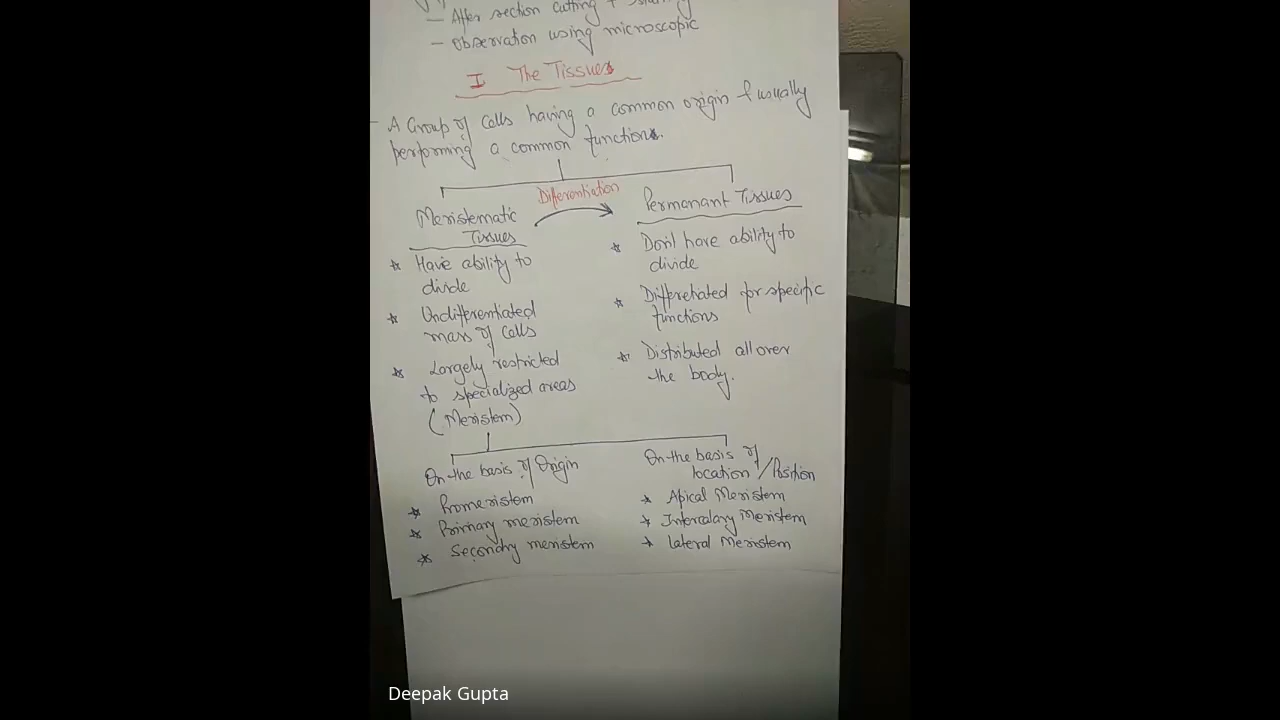 – After section cutting +
– Observation using microscopic
I The Tissues
– A Group of cells having a common origin & usually
performing a common function.
Differentiation
Meristematic
Tissues
* Have ability to
divide
* Undifferentiated
mass of cells
* Largely restricted
to specialized areas
(Meristem)
Permanant Tissues
* Don't have ability to
divide
* Differetiated for specific
functions
* Distributed all over
the body.
On the basis of Origin
* Promeristem
* Primary meristem
* Secondry meristem
On the basis of
location / Position
* Apical Meristem
* Intercalary Meristem
* Lateral Meristem
Deepak Gupta